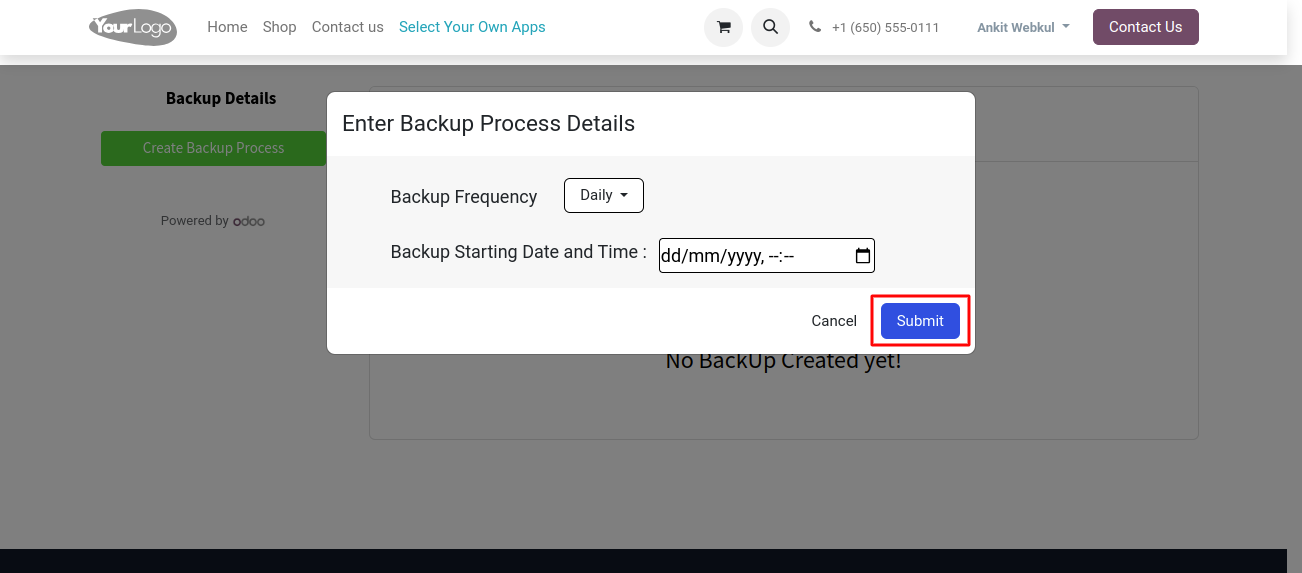 YourLogo Home Shop Contact us Select Your Own Apps +1 (650) 555-0111 Ankit Webkul Contact Us
Backup Details
Create Backup Process
Powered by odoo
Enter Backup Process Details
Backup Frequency Daily
Backup Starting Date and Time : dd/mm/yyyy, --:--
Cancel Submit
No BackUp Created yet!